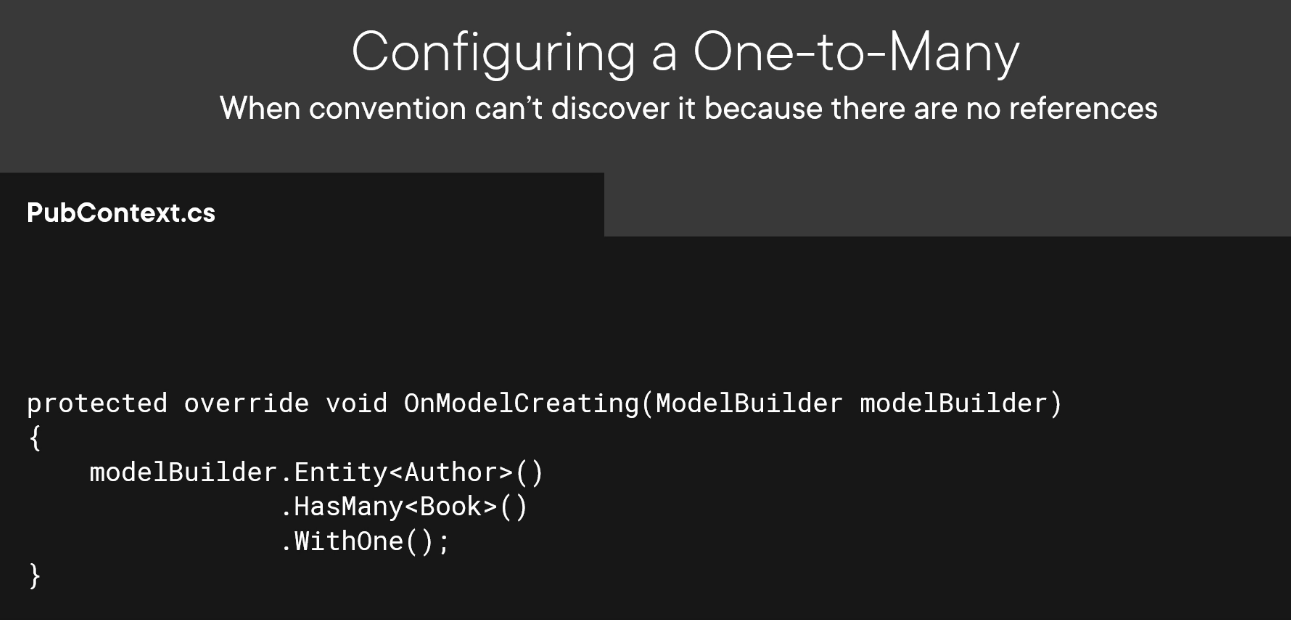 Configuring a One-to-Many
When convention can’t discover it because there are no references
PubContext.cs
protected override void OnModelCreating(ModelBuilder modelBuilder)
{
    modelBuilder.Entity<Author>()
                .HasMany<Book>()
                .WithOne();
}